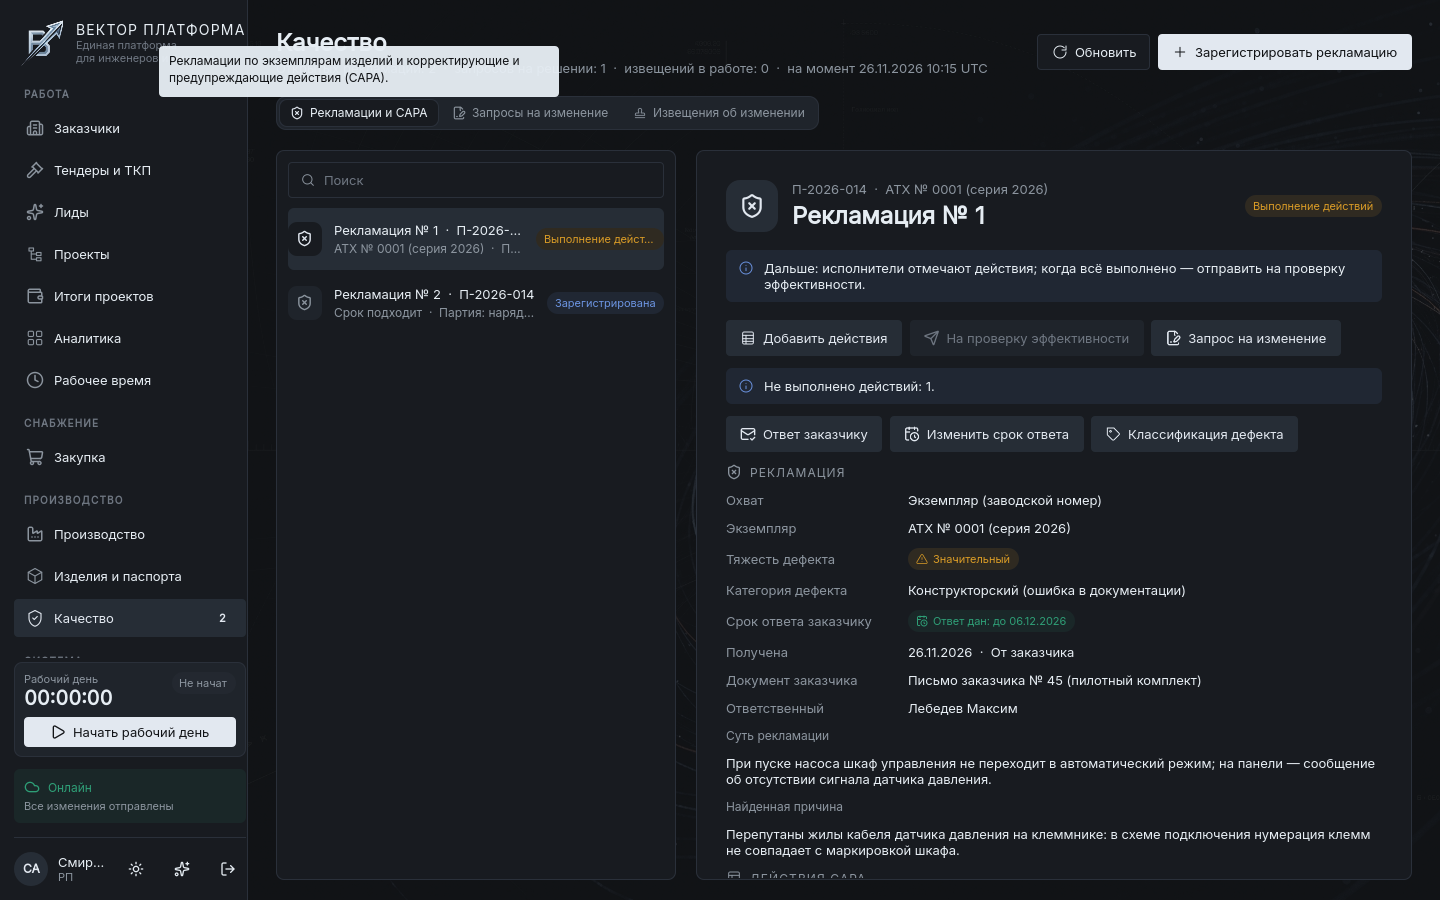 ВЕКТОР ПЛАТФОРМА
Единая платформа
для инженеров
РАБОТА
Заказчики
Тендеры и ТКП
Лиды
Проекты
Итоги проектов
Аналитика
Рабочее время
СНАБЖЕНИЕ
Закупка
ПРОИЗВОДСТВО
Производство
Изделия и паспорта
Качество
2
Рабочий день
00:00:00
Не начат
Начать рабочий день
Онлайн
Все изменения отправлены
СА
Смир...
РП
Качество
Рекламации по экземплярам изделий и корректирующие и
предупреждающие действия (CAPA).
решении: 1 · извещений в работе: 0 · на момент 26.11.2026 10:15 UTC
Обновить
Зарегистрировать рекламацию
Рекламации и CAPA
Запросы на изменение
Извещения об изменении
Поиск
Рекламация № 1 · П-2026-...
АТХ № 0001 (серия 2026) · П...
Выполнение дейст...
Рекламация № 2 · П-2026-014
Срок подходит · Партия: наряд...
Зарегистрирована
П-2026-014 · АТХ № 0001 (серия 2026)
Рекламация № 1
Выполнение действий
Дальше: исполнители отмечают действия; когда всё выполнено — отправить на проверку
эффективности.
Добавить действия
На проверку эффективности
Запрос на изменение
Не выполнено действий: 1.
Ответ заказчику
Изменить срок ответа
Классификация дефекта
РЕКЛАМАЦИЯ
Охват
Экземпляр (заводской номер)
Экземпляр
АТХ № 0001 (серия 2026)
Тяжесть дефекта
Значительный
Категория дефекта
Конструкторский (ошибка в документации)
Срок ответа заказчику
Ответ дан: до 06.12.2026
Получена
26.11.2026 · От заказчика
Документ заказчика
Письмо заказчика № 45 (пилотный комплект)
Ответственный
Лебедев Максим
Суть рекламации
При пуске насоса шкаф управления не переходит в автоматический режим; на панели — сообщение
об отсутствии сигнала датчика давления.
Найденная причина
Перепутаны жилы кабеля датчика давления на клеммнике: в схеме подключения нумерация клемм
не совпадает с маркировкой шкафа.
ДЕЙСТВИЯ CAPA